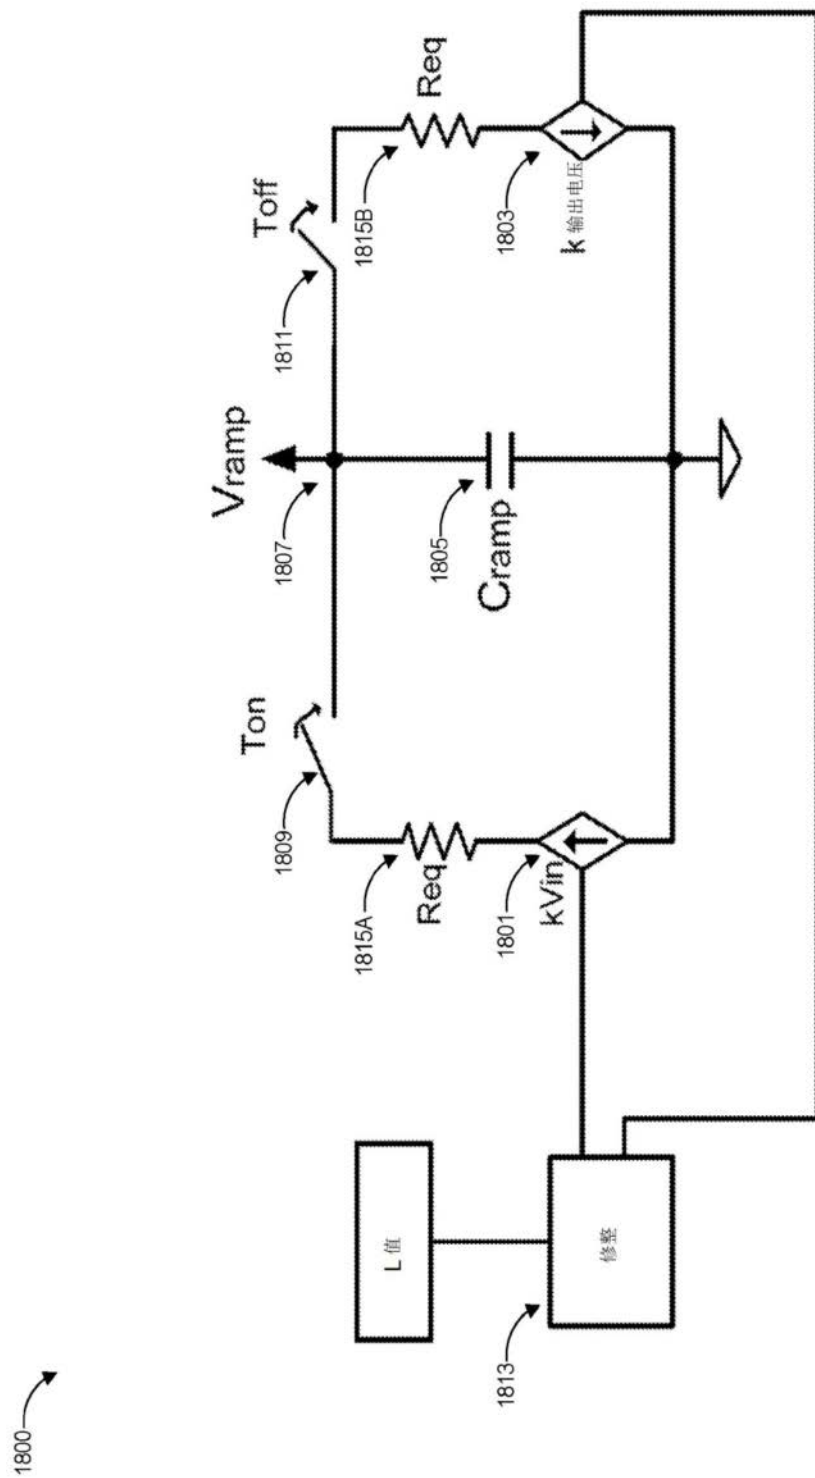 1800
L 值
修整
1813
Ton
1809
Req
1815A
kVin
1801
Vramp
1807
Cramp
1805
Toff
1811
Req
1815B
k 输出电压
1803